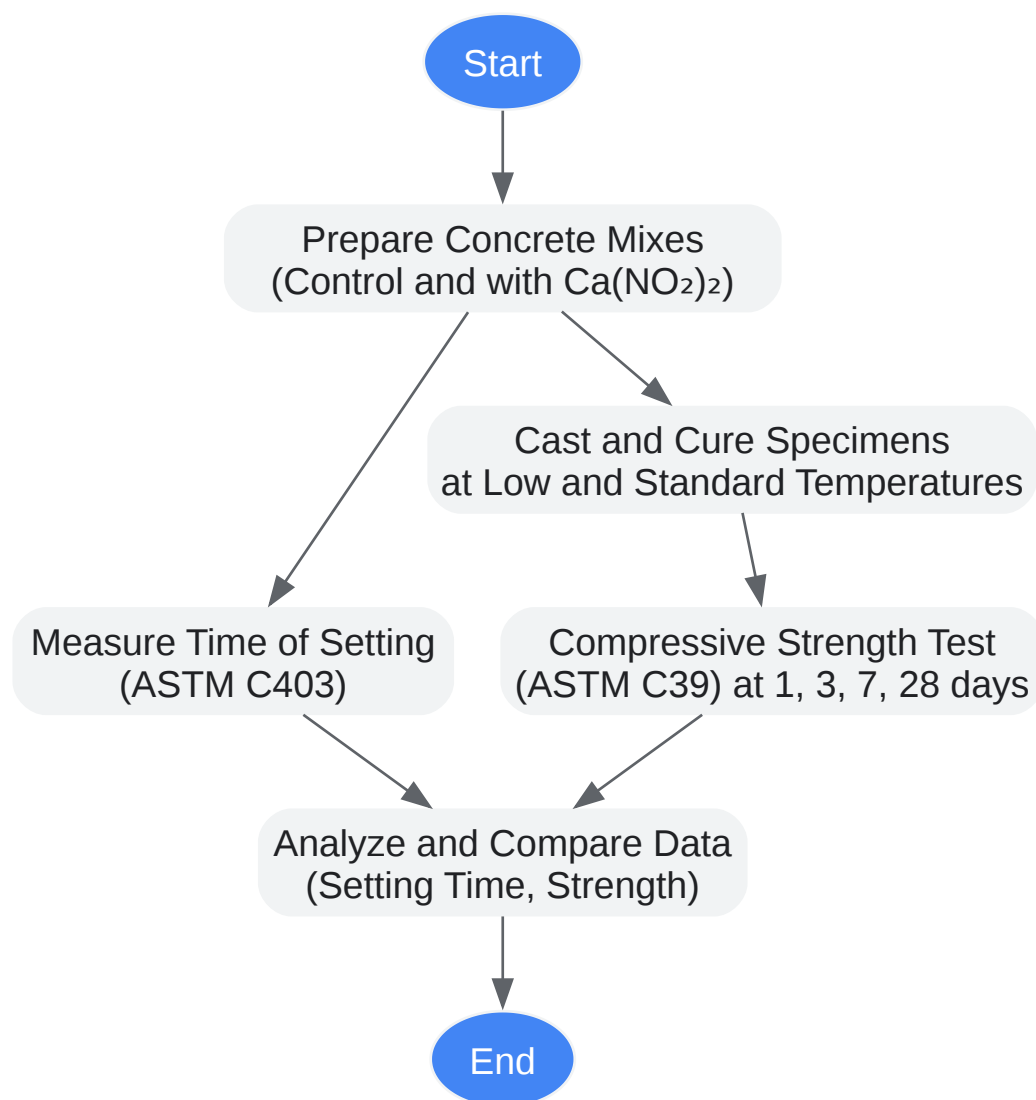 Start
Prepare Concrete Mixes
(Control and with Ca(NO₂)₂)
Cast and Cure Specimens
at Low and Standard Temperatures
Measure Time of Setting
(ASTM C403)
Compressive Strength Test
(ASTM C39) at 1, 3, 7, 28 days
Analyze and Compare Data
(Setting Time, Strength)
End